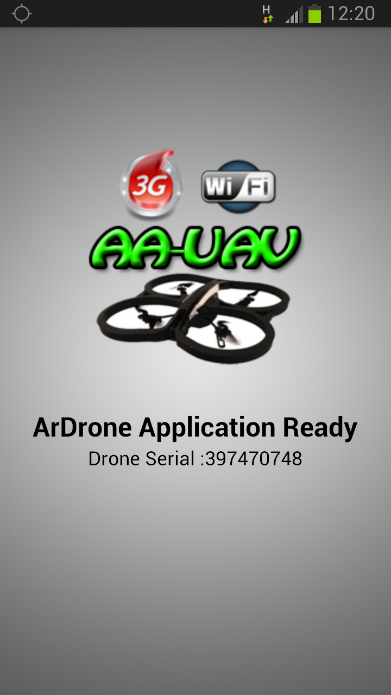 H
12:20
3G
Wi Fi
AA-UAV
ArDrone Application Ready
Drone Serial :397470748